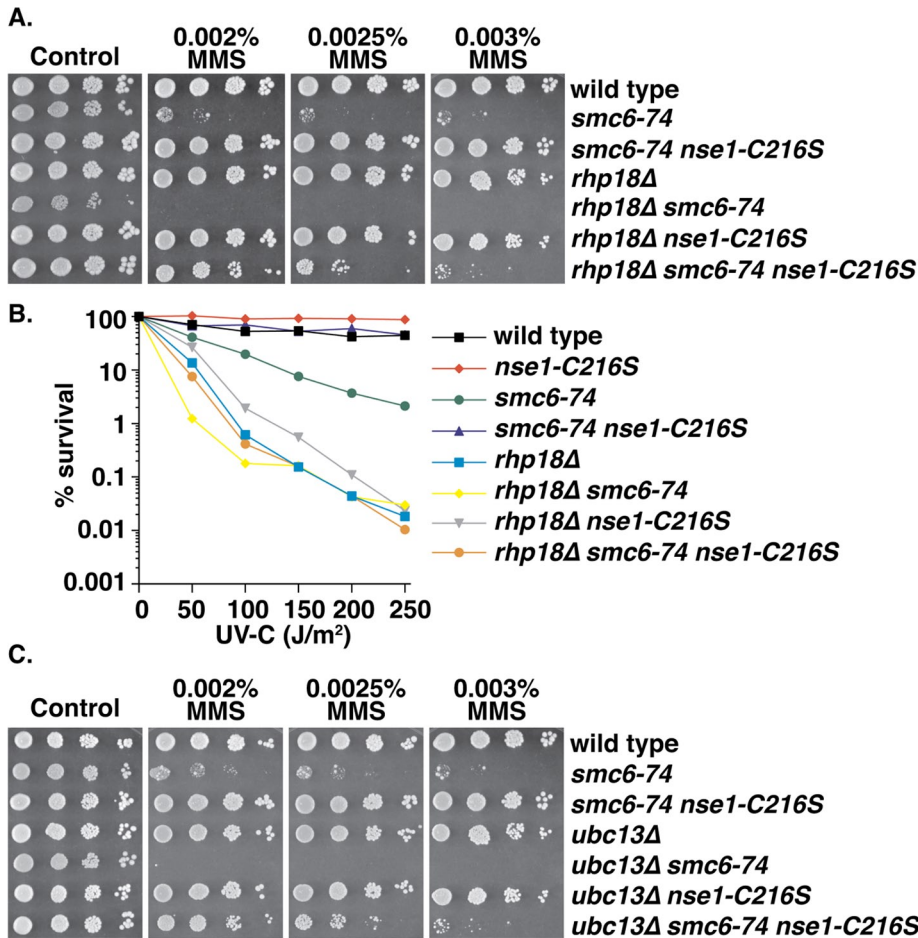 A.
Control
0.002%
MMS
0.0025%
MMS
0.003%
MMS
wild type
smc6-74
smc6-74 nse1-C216S
rhp18Δ
rhp18Δ smc6-74
rhp18Δ nse1-C216S
rhp18Δ smc6-74 nse1-C216S
B.
% survival
100
10
1
0.1
0.01
0.001
0 50 100 150 200 250
UV-C (J/m²)
wild type
nse1-C216S
smc6-74
smc6-74 nse1-C216S
rhp18Δ
rhp18Δ smc6-74
rhp18Δ nse1-C216S
rhp18Δ smc6-74 nse1-C216S
C.
Control
0.002%
MMS
0.0025%
MMS
0.003%
MMS
wild type
smc6-74
smc6-74 nse1-C216S
ubc13Δ
ubc13Δ smc6-74
ubc13Δ nse1-C216S
ubc13Δ smc6-74 nse1-C216S